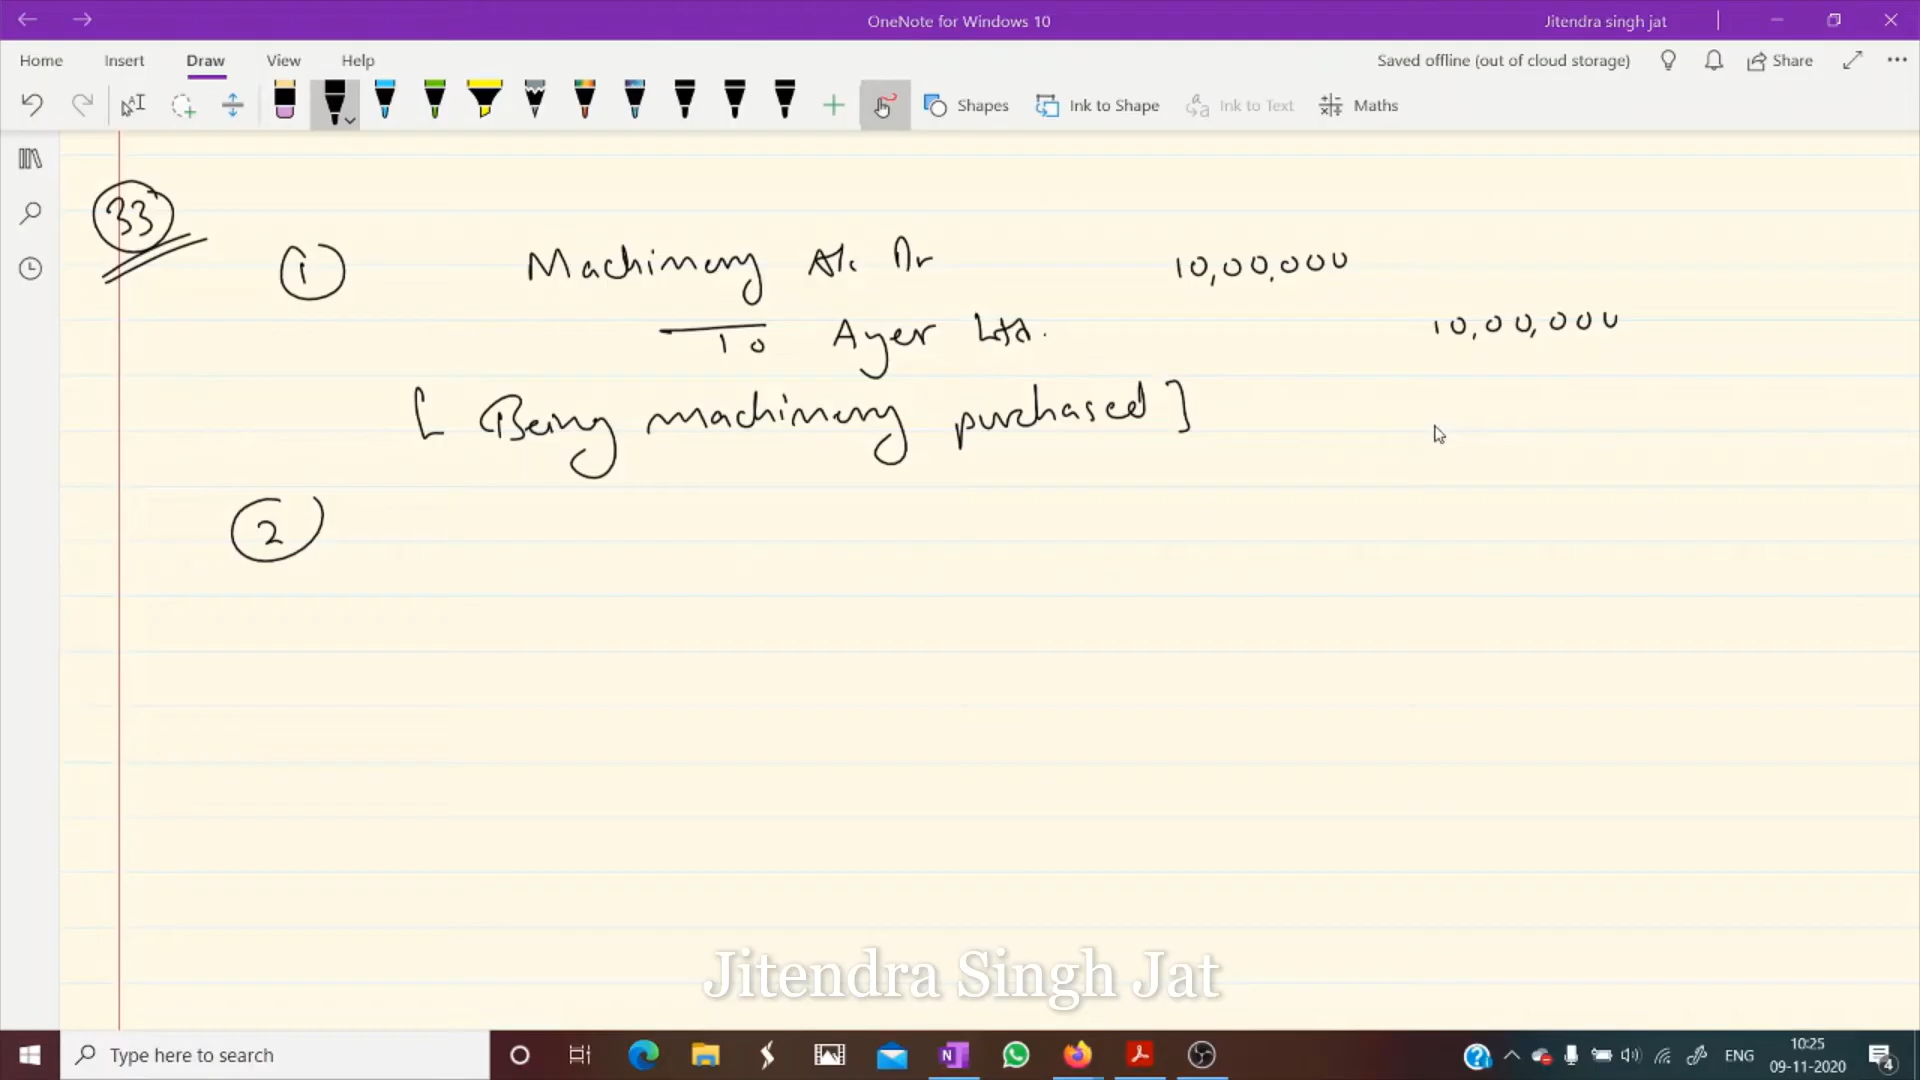 OneNote for Windows 10
Jitendra singh jat
Home Insert Draw View Help
Saved offline (out of cloud storage) Share
Shapes Ink to Shape Ink to Text Maths
33
1 Machinery A/c Dr 10,00,000
To Ayer Ltd. 10,00,000
[ Being machinery purchased ]
2
Jitendra Singh Jat
Type here to search
ENG
10:25
09-11-2020
4